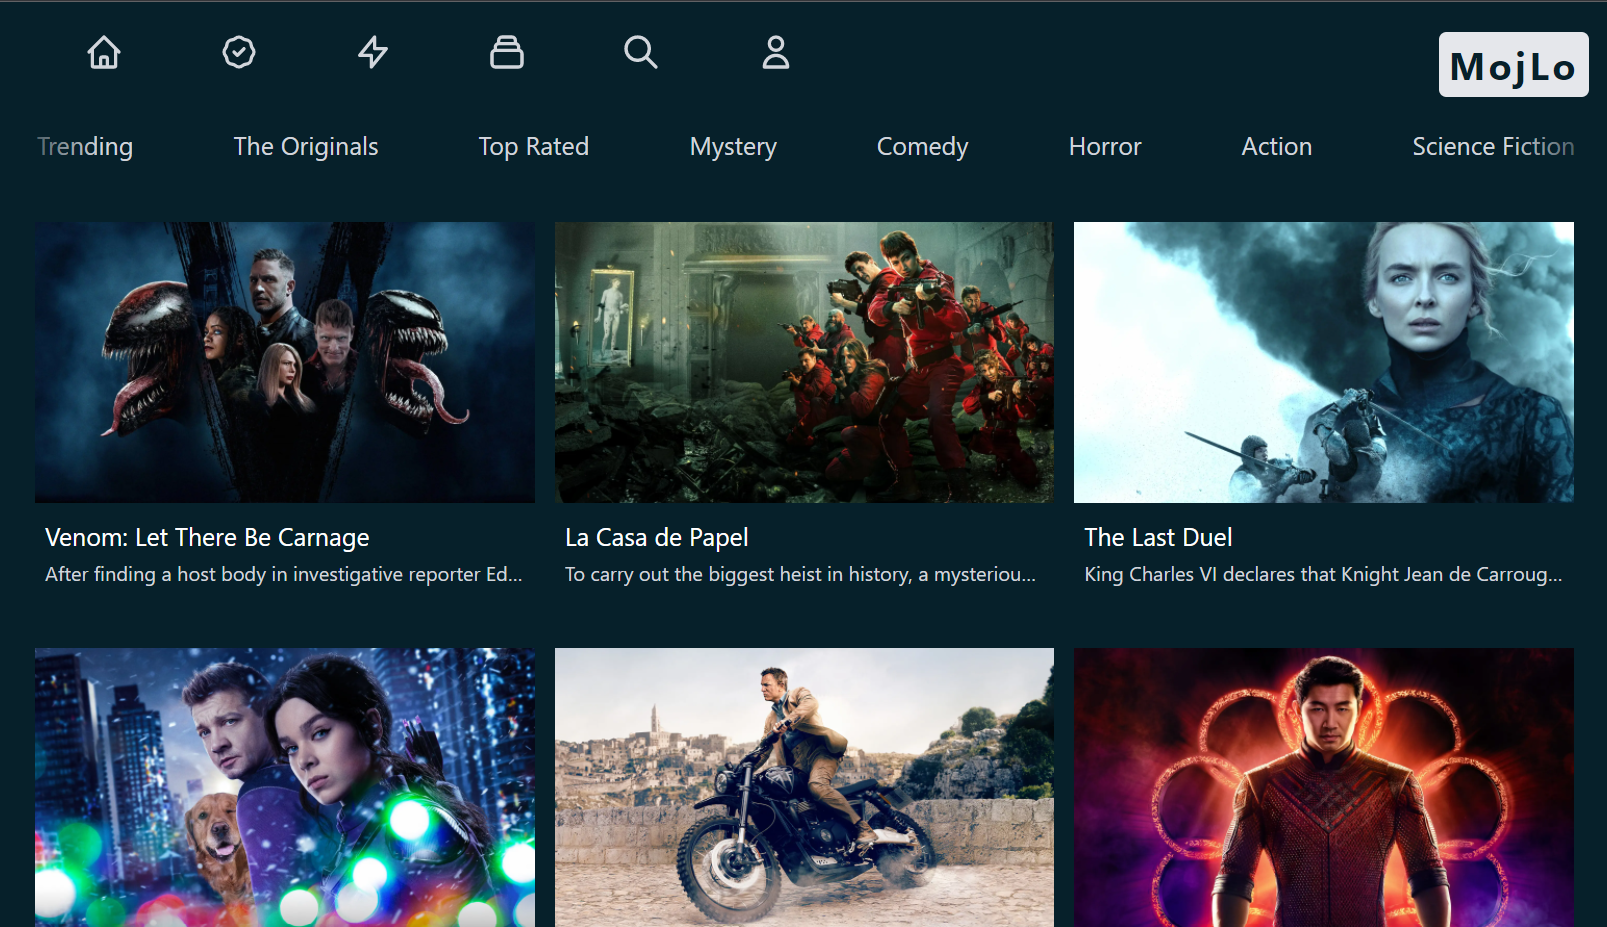 MojLo
Trending The Originals Top Rated Mystery Comedy Horror Action Science Fiction
Venom: Let There Be Carnage
After finding a host body in investigative reporter Ed...
La Casa de Papel
To carry out the biggest heist in history, a mysteriou...
The Last Duel
King Charles VI declares that Knight Jean de Carroug...